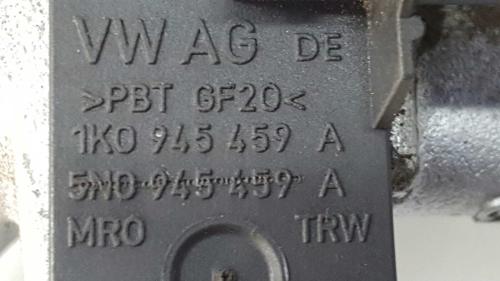 VW AG DE
>PBT GF20<
1K0 945 459 A
5N0 945 459 A
MRO TRW